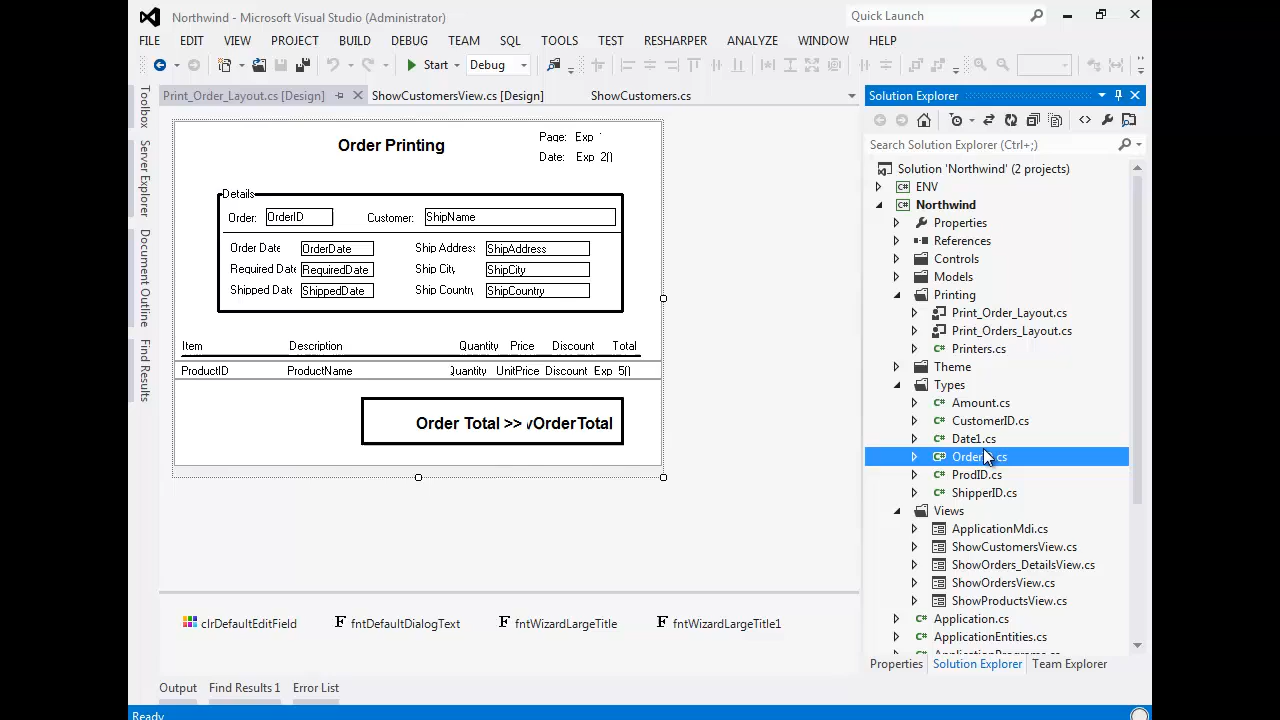 Northwind - Microsoft Visual Studio (Administrator)
Quick Launch
FILE EDIT VIEW PROJECT BUILD DEBUG TEAM SQL TOOLS TEST RESHARPER ANALYZE WINDOW HELP
Start Debug
Print_Order_Layout.cs [Design] ShowCustomersView.cs [Design] ShowCustomers.cs
Toolbox
Server Explorer
Document Outline
Find Results
Order Printing
Page: Exp
Date: Exp 2()
Details
Order: OrderID Customer: ShipName
Order Date OrderDate Ship Address ShipAddress
Required Date RequiredDate Ship City ShipCity
Shipped Date ShippedDate Ship Country ShipCountry
Item Description Quantity Price Discount Total
ProductID ProductName Quantity UnitPrice Discount Exp 5()
Order Total >> vOrderTotal
clrDefaultEditField fntDefaultDialogText fntWizardLargeTitle fntWizardLargeTitle1
Solution Explorer
Search Solution Explorer (Ctrl+;)
Solution 'Northwind' (2 projects)
ENV
Northwind
Properties
References
Controls
Models
Printing
Print_Order_Layout.cs
Print_Orders_Layout.cs
Printers.cs
Theme
Types
Amount.cs
CustomerID.cs
Date1.cs
ProdID.cs
ShipperID.cs
Views
ApplicationMdi.cs
ShowCustomersView.cs
ShowOrders_DetailsView.cs
ShowOrdersView.cs
ShowProductsView.cs
Application.cs
ApplicationEntities.cs
Properties Solution Explorer Team Explorer
Output Find Results 1 Error List
Ready